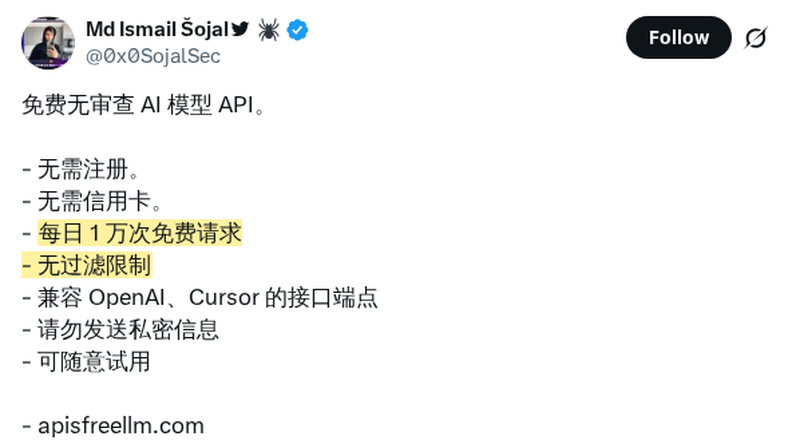 Md Ismail Šojal
@0x0SojalSec
Follow
免费无审查 AI 模型 API。
- 无需注册。
- 无需信用卡。
- 每日 1 万次免费请求
- 无过滤限制
- 兼容 OpenAI、Cursor 的接口端点
- 请勿发送私密信息
- 可随意试用
- apisfreellm.com